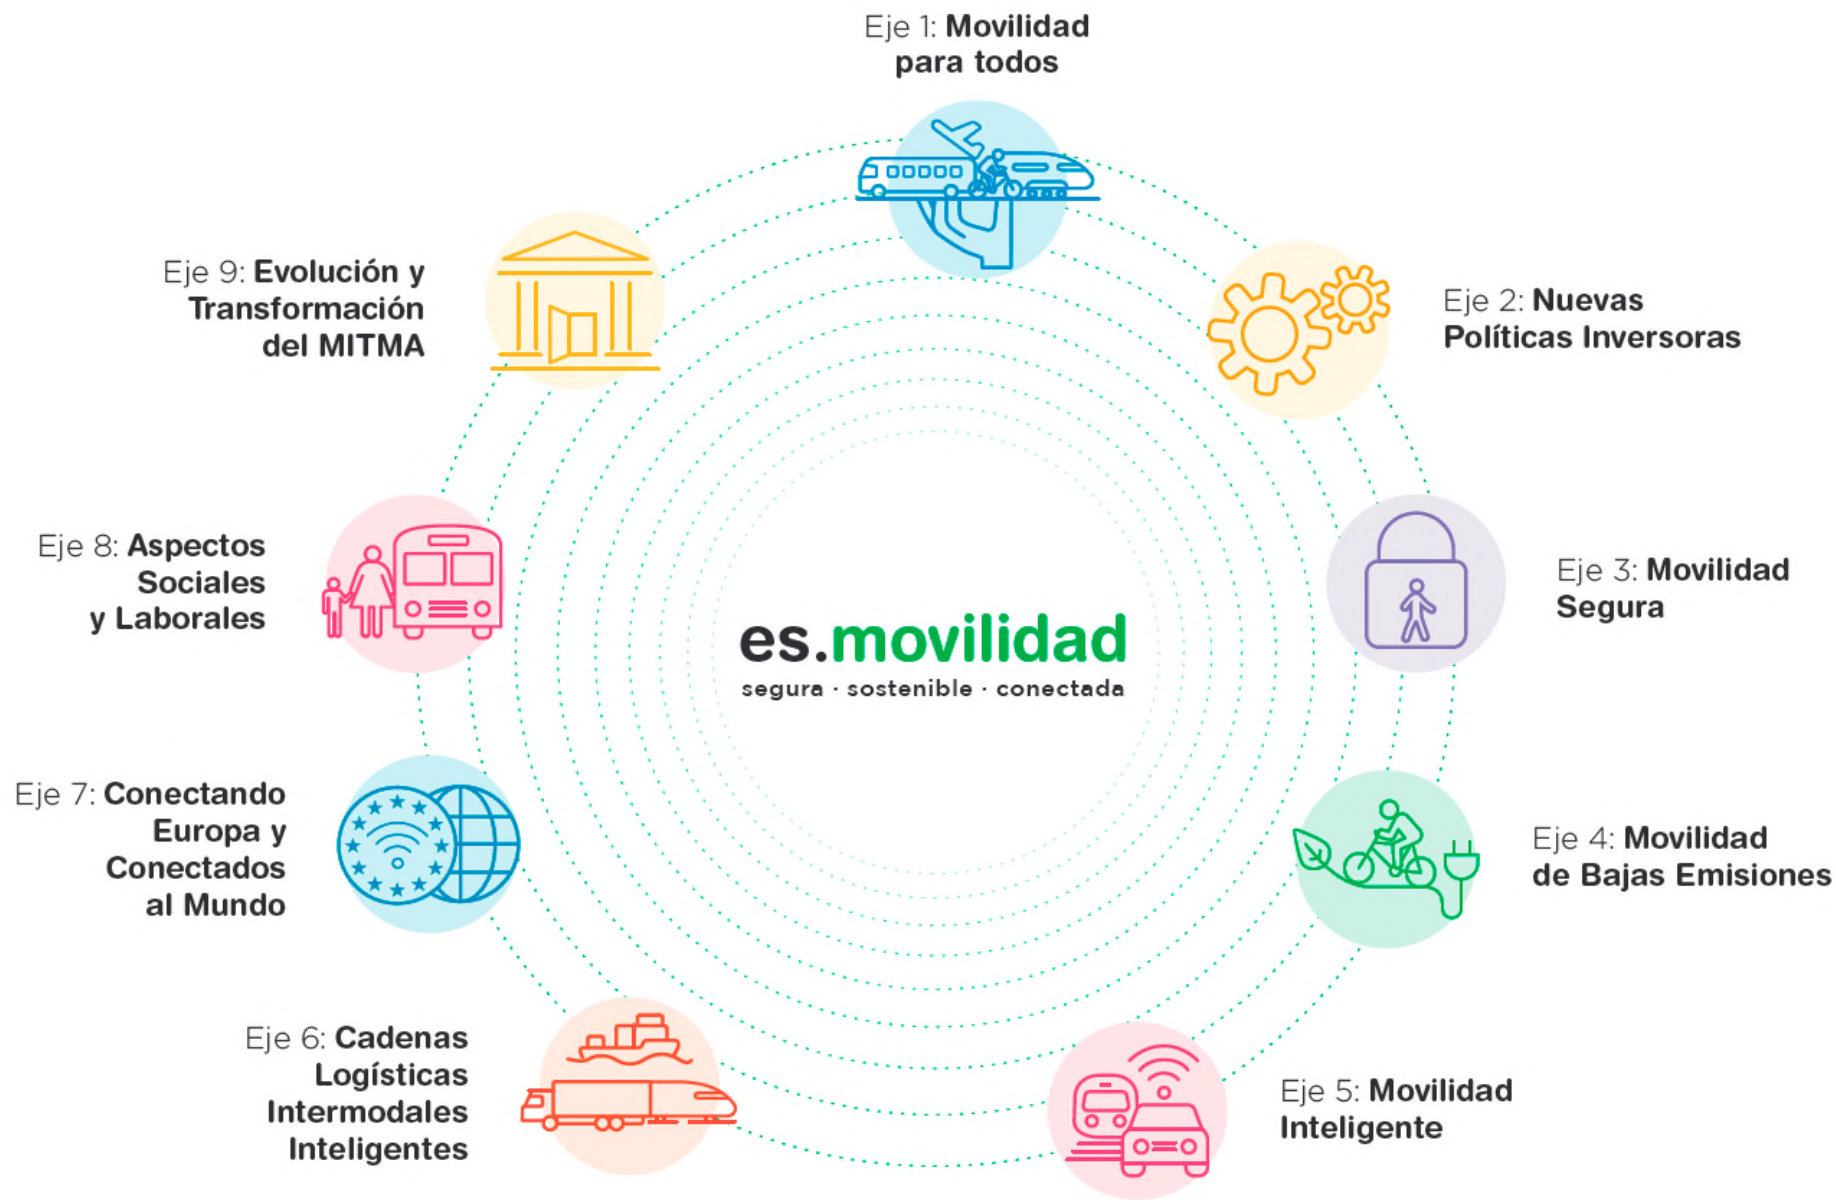 Eje 1: Movilidad
para todos
Eje 2: Nuevas
Políticas Inversoras
Eje 3: Movilidad
Segura
Eje 4: Movilidad
de Bajas Emisiones
Eje 5: Movilidad
Inteligente
Eje 6: Cadenas
Logísticas
Intermodales
Inteligentes
Eje 7: Conectando
Europa y
Conectados
al Mundo
Eje 8: Aspectos
Sociales
y Laborales
Eje 9: Evolución y
Transformación
del MITMA
es.movilidad
segura · sostenible · conectada